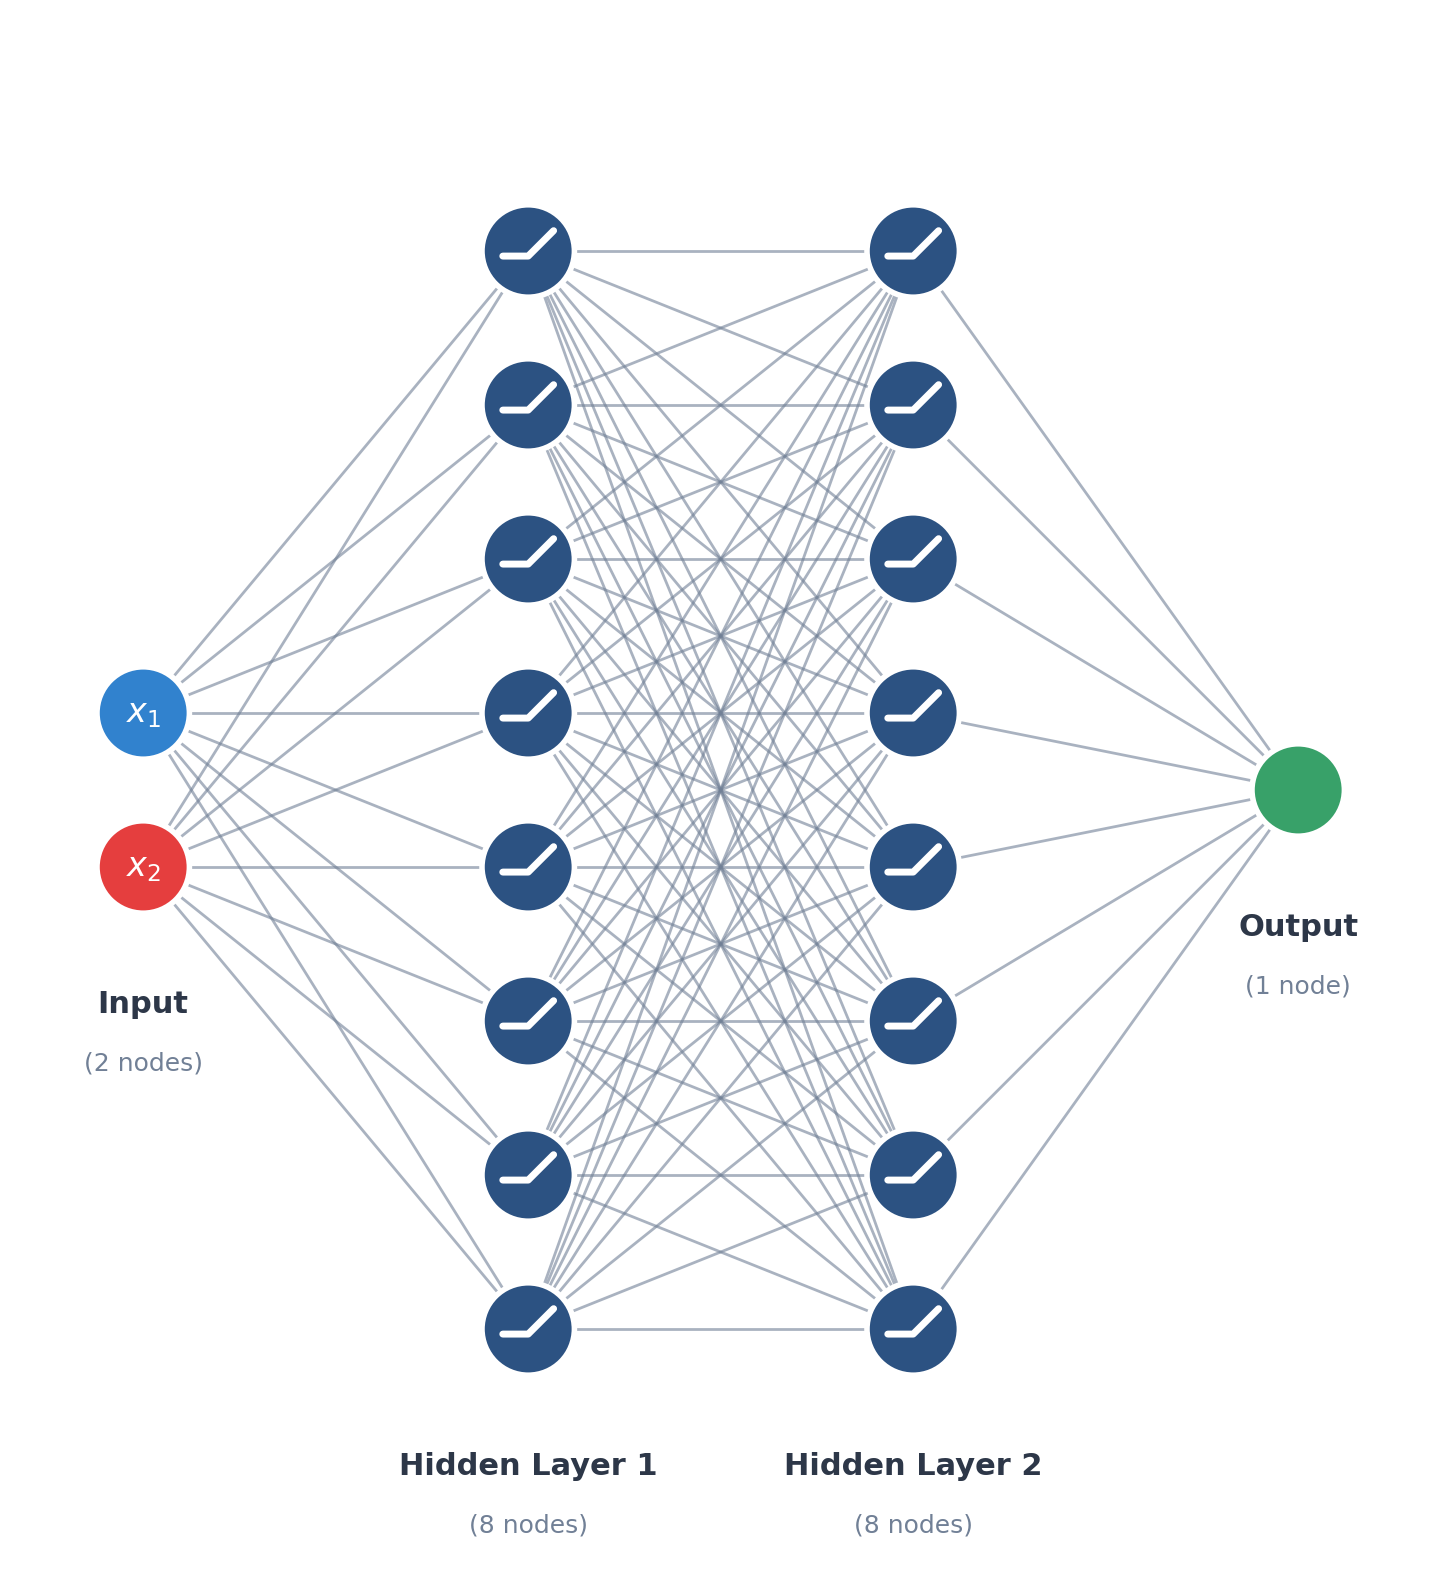 x₁
x₂
Input
(2 nodes)
Output
(1 node)
Hidden Layer 1
(8 nodes)
Hidden Layer 2
(8 nodes)